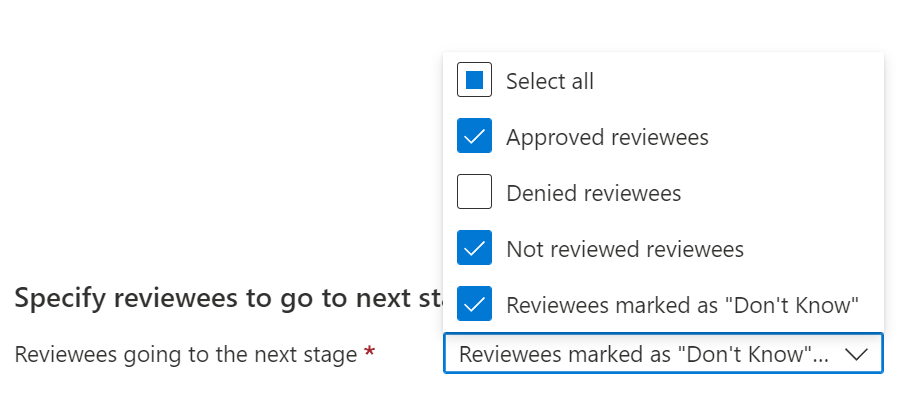 Select all
Approved reviewees
Denied reviewees
Not reviewed reviewees
Reviewees marked as "Don't Know"
Specify reviewees to go to next
Reviewees going to the next stage *
Reviewees marked as "Don't Know"...